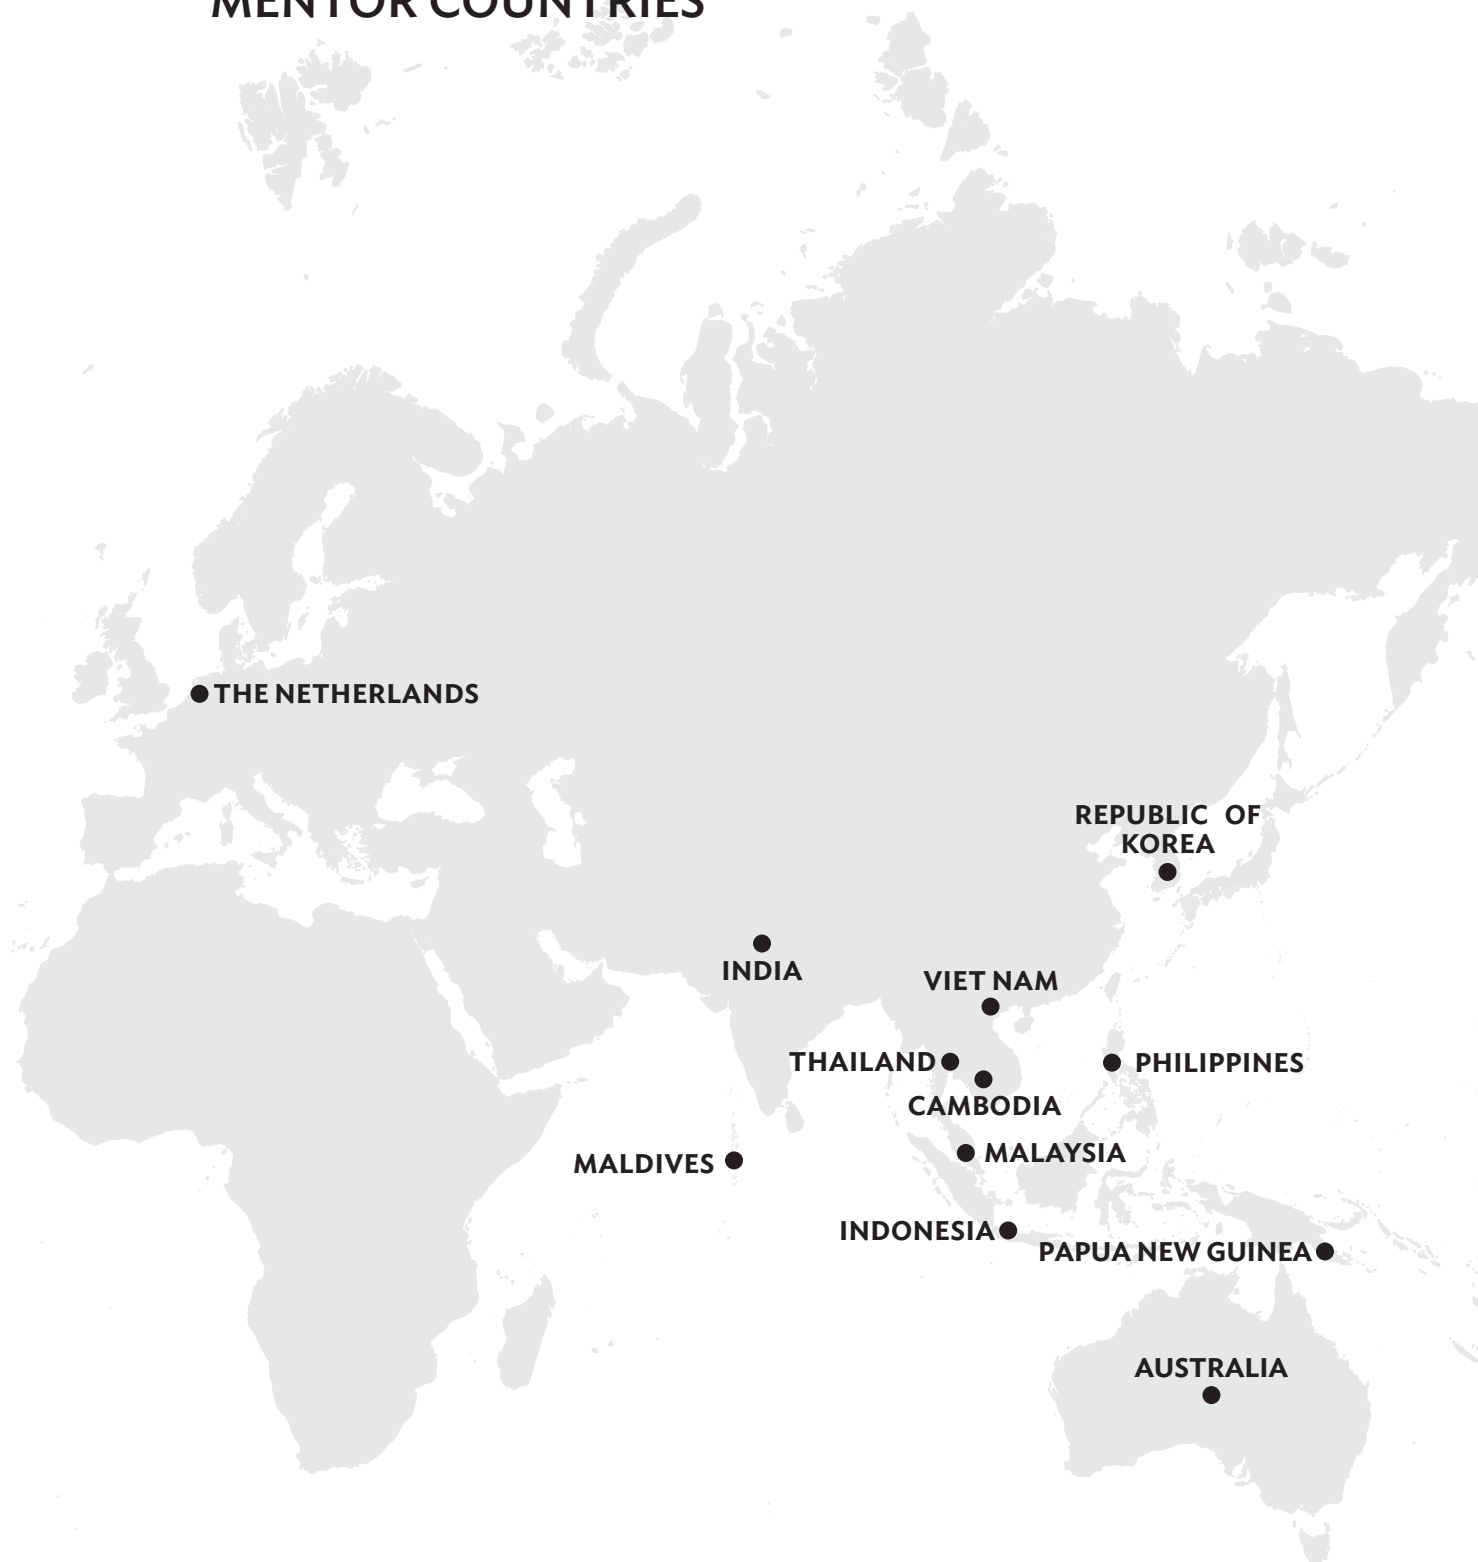 MENTOR COUNTRIES
THE NETHERLANDS
REPUBLIC OF
KOREA
INDIA
VIET NAM
THAILAND
PHILIPPINES
CAMBODIA
MALAYSIA
MALDIVES
INDONESIA
PAPUA NEW GUINEA
AUSTRALIA